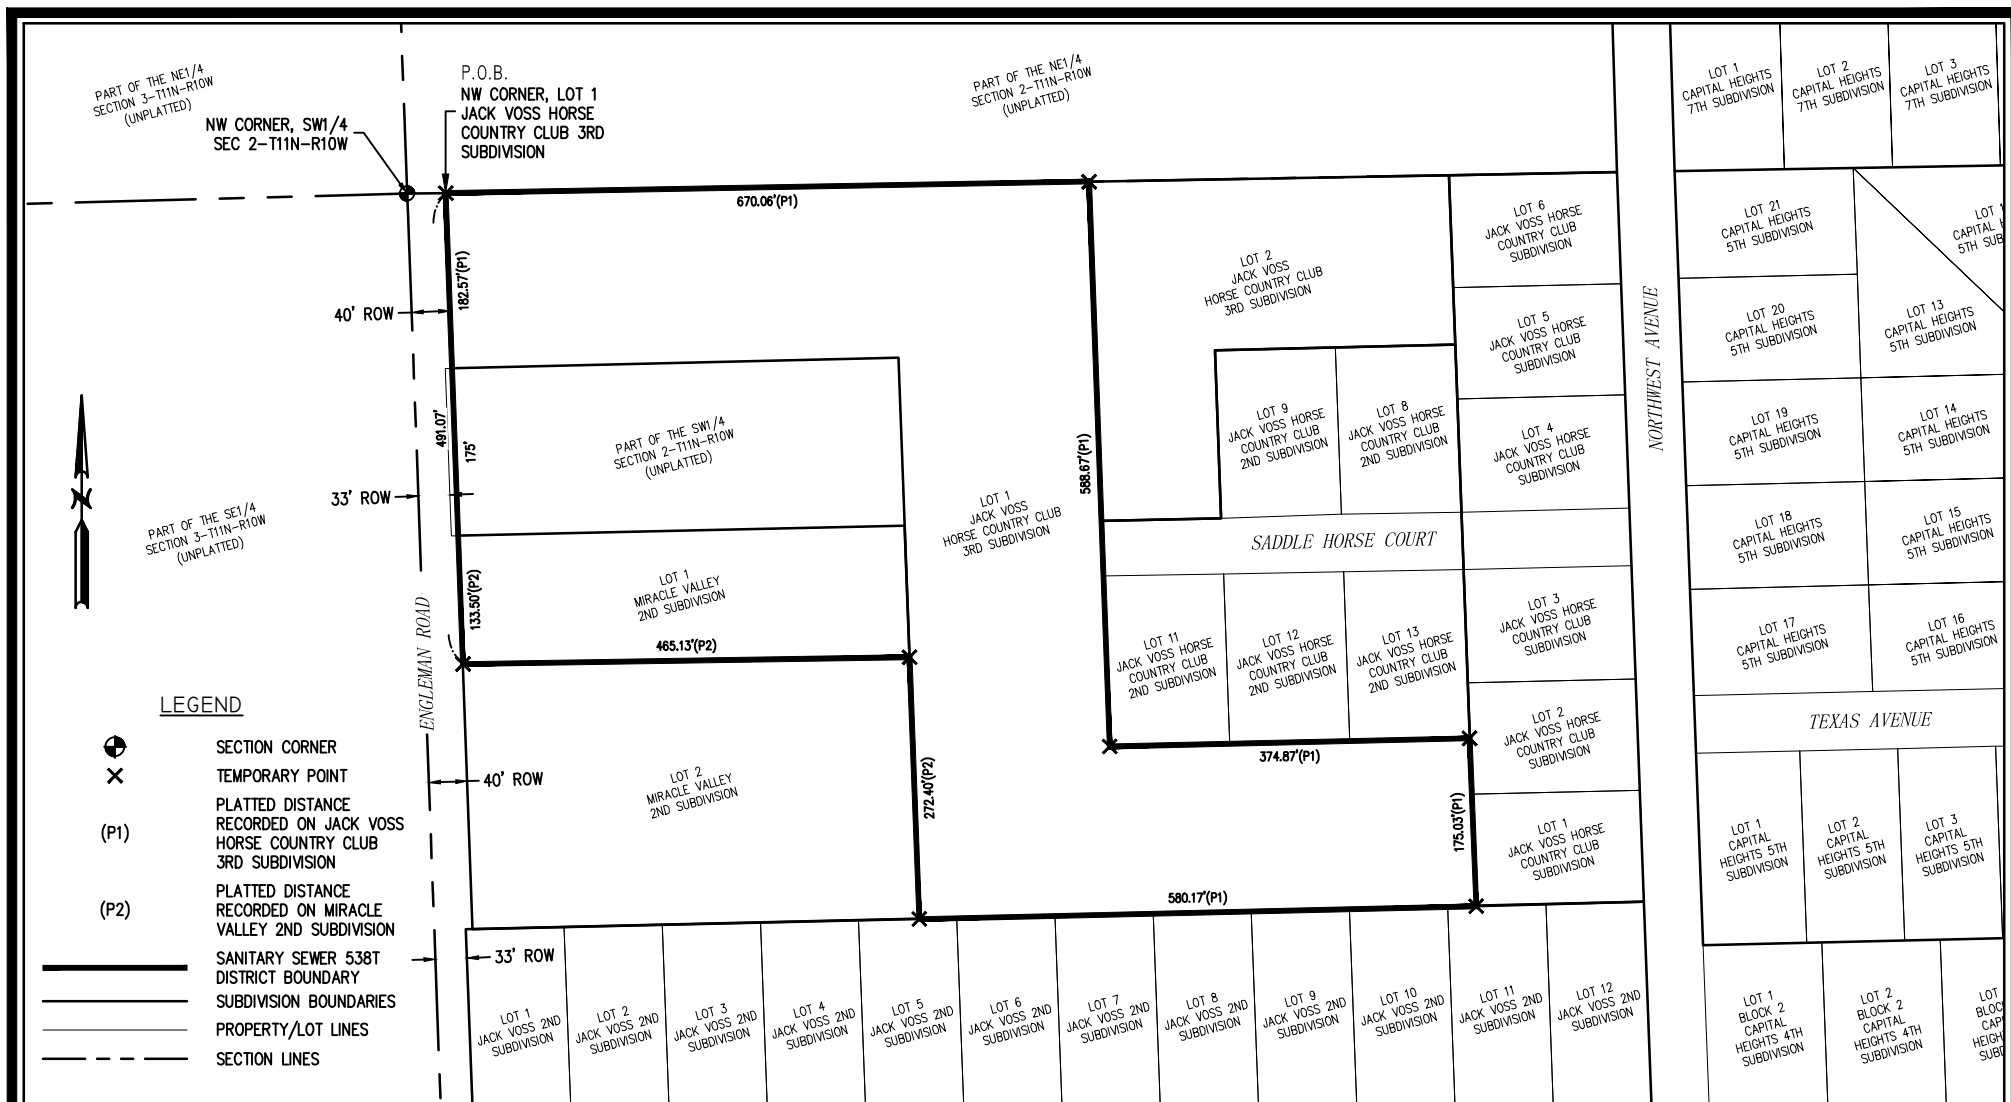 PART OF THE NE1/4
SECTION 3-T11N-R10W
(UNPLATTED)
NW CORNER, SW1/4
SEC 2-T11N-R10W
P.O.B.
NW CORNER, LOT 1
JACK VOSS HORSE
COUNTRY CLUB 3RD
SUBDIVISION
PART OF THE NE1/4
SECTION 2-T11N-R10W
(UNPLATTED)
LOT 1
CAPITAL HEIGHTS
7TH SUBDIVISION
LOT 2
CAPITAL HEIGHTS
7TH SUBDIVISION
LOT 3
CAPITAL HEIGHTS
7TH SUBDIVISION
670.06'(P1)
182.57'(P1)
40' ROW
LOT 2
JACK VOSS
HORSE COUNTRY CLUB
3RD SUBDIVISION
LOT 6
JACK VOSS HORSE
COUNTRY CLUB
SUBDIVISION
LOT 5
JACK VOSS HORSE
COUNTRY CLUB
SUBDIVISION
LOT 4
JACK VOSS HORSE
COUNTRY CLUB
SUBDIVISION
NORTHWEST AVENUE
LOT 21
CAPITAL HEIGHTS
5TH SUBDIVISION
LOT 1
CAPITAL H
5TH SUB
LOT 20
CAPITAL HEIGHTS
5TH SUBDIVISION
LOT 13
CAPITAL HEIGHTS
5TH SUBDIVISION
LOT 19
CAPITAL HEIGHTS
5TH SUBDIVISION
LOT 14
CAPITAL HEIGHTS
5TH SUBDIVISION
LOT 18
CAPITAL HEIGHTS
5TH SUBDIVISION
LOT 15
CAPITAL HEIGHTS
5TH SUBDIVISION
LOT 17
CAPITAL HEIGHTS
5TH SUBDIVISION
LOT 16
CAPITAL HEIGHTS
5TH SUBDIVISION
LOT 9
JACK VOSS HORSE
COUNTRY CLUB
2ND SUBDIVISION
LOT 8
JACK VOSS HORSE
COUNTRY CLUB
2ND SUBDIVISION
588.67'(P1)
491.07'
175'
PART OF THE SW1/4
SECTION 2-T11N-R10W
(UNPLATTED)
33' ROW
N
PART OF THE SE1/4
SECTION 3-T11N-R10W
(UNPLATTED)
LOT 1
JACK VOSS
HORSE COUNTRY CLUB
3RD SUBDIVISION
SADDLE HORSE COURT
133.50'(P2)
LOT 1
MIRACLE VALLEY
2ND SUBDIVISION
465.13'(P2)
ENGLEMAN ROAD
LOT 11
JACK VOSS HORSE
COUNTRY CLUB
2ND SUBDIVISION
LOT 12
JACK VOSS HORSE
COUNTRY CLUB
2ND SUBDIVISION
LOT 13
JACK VOSS HORSE
COUNTRY CLUB
2ND SUBDIVISION
LOT 3
JACK VOSS HORSE
COUNTRY CLUB
SUBDIVISION
LOT 2
JACK VOSS HORSE
COUNTRY CLUB
SUBDIVISION
LOT 1
JACK VOSS HORSE
COUNTRY CLUB
SUBDIVISION
TEXAS AVENUE
374.87'(P1)
175.03'(P1)
272.40'(P2)
580.17'(P1)
40' ROW
LOT 2
MIRACLE VALLEY
2ND SUBDIVISION
33' ROW
LEGEND
SECTION CORNER
TEMPORARY POINT
(P1)
PLATTED DISTANCE
RECORDED ON JACK VOSS
HORSE COUNTRY CLUB
3RD SUBDIVISION
(P2)
PLATTED DISTANCE
RECORDED ON MIRACLE
VALLEY 2ND SUBDIVISION
SANITARY SEWER 538T
DISTRICT BOUNDARY
SUBDIVISION BOUNDARIES
PROPERTY/LOT LINES
SECTION LINES
LOT 1
JACK VOSS 2ND
SUBDIVISION
LOT 2
JACK VOSS 2ND
SUBDIVISION
LOT 3
JACK VOSS 2ND
SUBDIVISION
LOT 4
JACK VOSS 2ND
SUBDIVISION
LOT 5
JACK VOSS 2ND
SUBDIVISION
LOT 6
JACK VOSS 2ND
SUBDIVISION
LOT 7
JACK VOSS 2ND
SUBDIVISION
LOT 8
JACK VOSS 2ND
SUBDIVISION
LOT 9
JACK VOSS 2ND
SUBDIVISION
LOT 10
JACK VOSS 2ND
SUBDIVISION
LOT 11
JACK VOSS 2ND
SUBDIVISION
LOT 12
JACK VOSS 2ND
SUBDIVISION
LOT 1
CAPITAL
HEIGHTS 5TH
SUBDIVISION
LOT 2
CAPITAL
HEIGHTS 5TH
SUBDIVISION
LOT 3
CAPITAL
HEIGHTS 5TH
SUBDIVISION
LOT 1
BLOCK 2
CAPITAL
HEIGHTS 4TH
SUBDIVISION
LOT 2
BLOCK 2
CAPITAL
HEIGHTS 4TH
SUBDIVISION
LOT
BLOC
CAP
HEIGH
SUBD